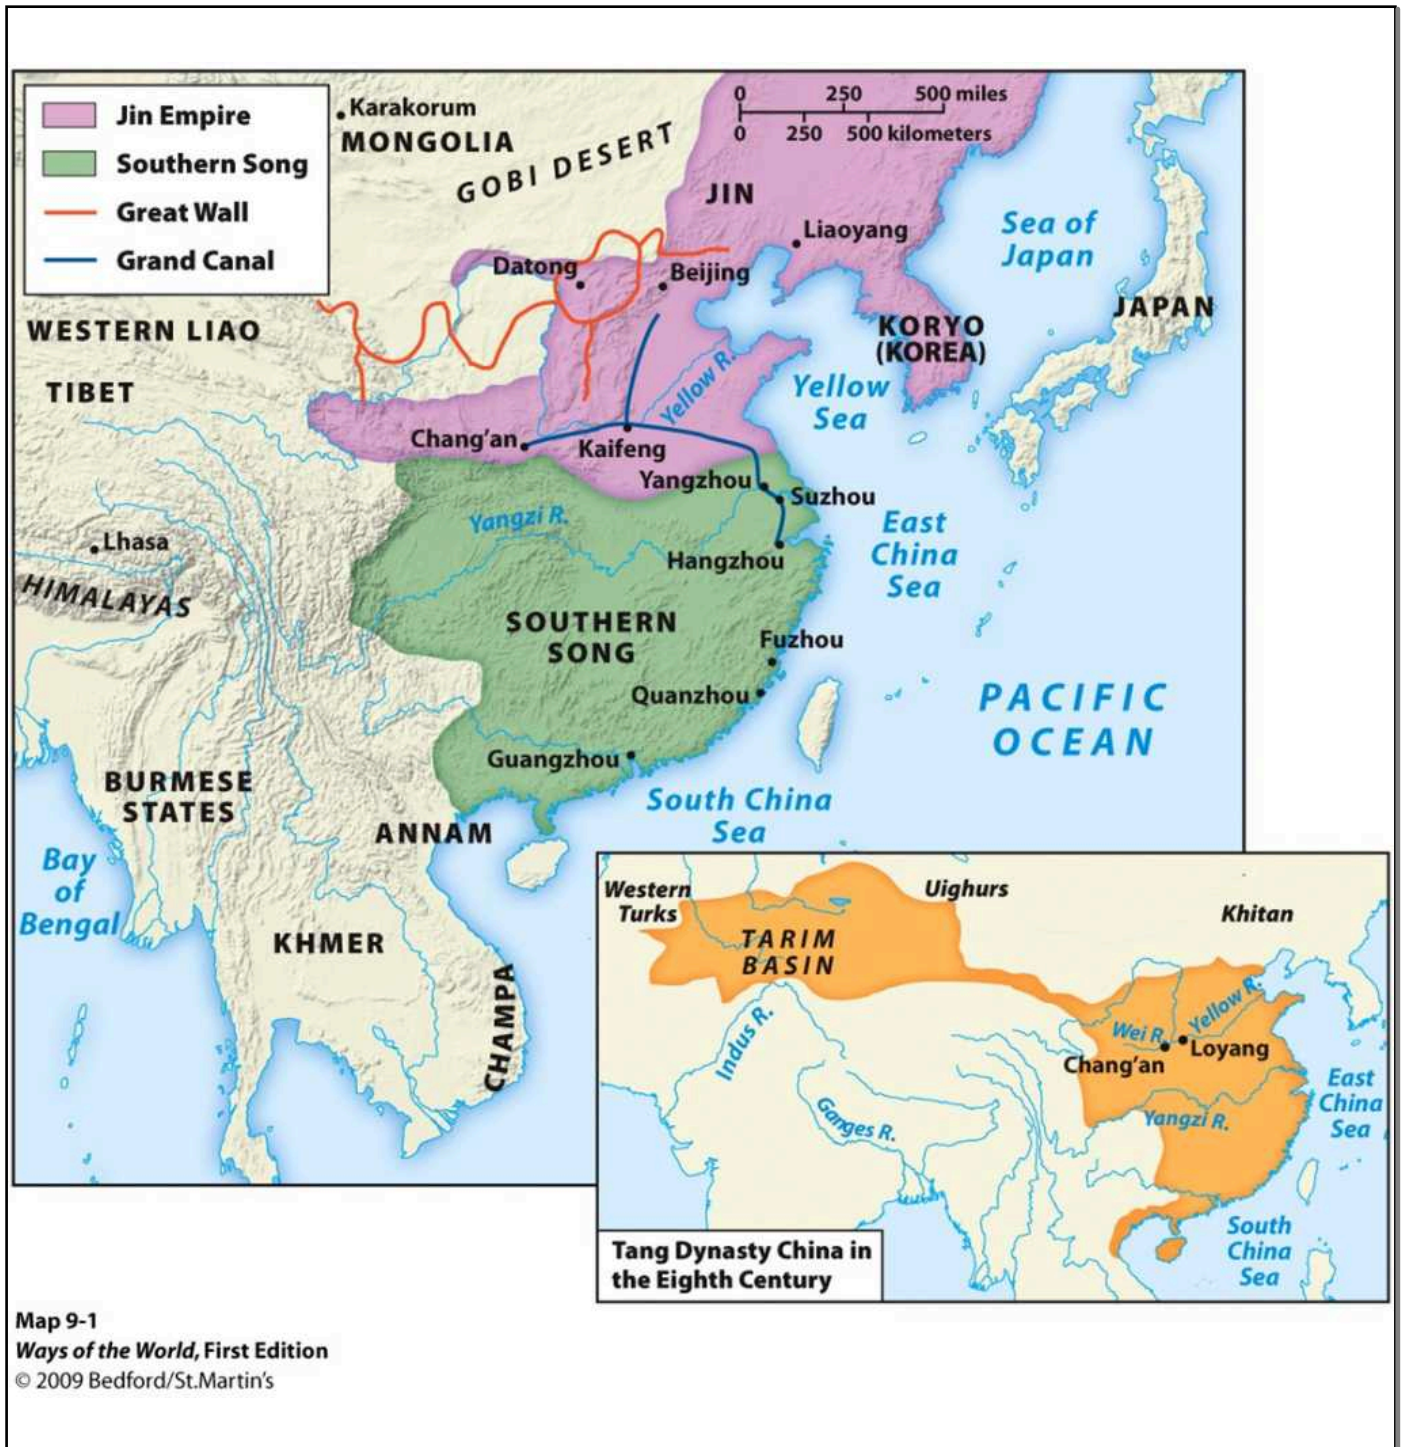 Jin Empire
Southern Song
Great Wall
Grand Canal
Karakorum
MONGOLIA
GOBI DESERT
0 250 500 miles
0 250 500 kilometers
JIN
Liaoyang
Sea of
Japan
Datong
Beijing
JAPAN
WESTERN LIAO
KORYO
(KOREA)
TIBET
Yellow R.
Yellow
Sea
Chang'an
Kaifeng
Yangzhou
Suzhou
Yangzi R.
East
China
Sea
Lhasa
Hangzhou
HIMALAYAS
SOUTHERN
SONG
Fuzhou
Quanzhou
PACIFIC
OCEAN
Guangzhou
BURMESE
STATES
South China
Sea
ANNAM
Bay
of
Bengal
KHMER
CHAMPA
Western
Turks
Uighurs
Khitan
TARIM
BASIN
Indus R.
Wei R.
Yellow R.
Loyang
Chang'an
Ganges R.
Yangzi R.
East
China
Sea
South
China
Sea
Tang Dynasty China in
the Eighth Century
Map 9-1
Ways of the World, First Edition
© 2009 Bedford/St.Martin's